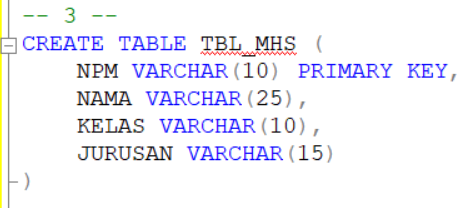 -- 3 --
CREATE TABLE TBL_MHS (
NPM VARCHAR(10) PRIMARY KEY,
NAMA VARCHAR(25),
KELAS VARCHAR(10),
JURUSAN VARCHAR(15)
)